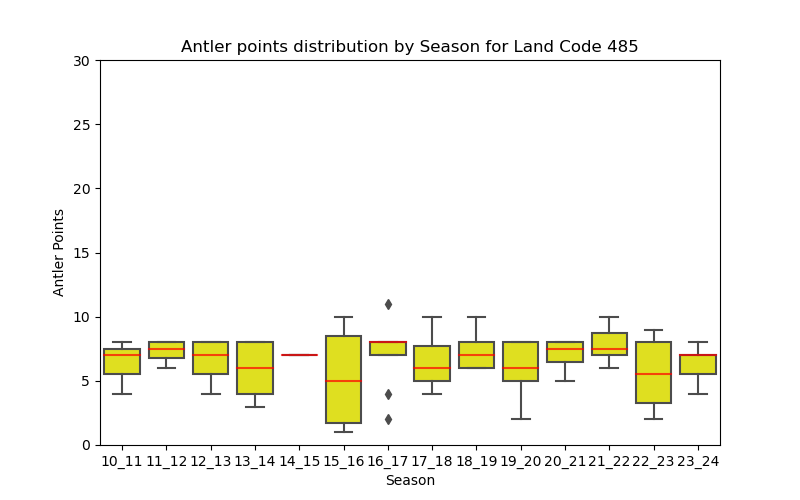 Antler points distribution by Season for Land Code 485
30
25
20
15
10
5
0
Antler Points
10_11 11_12 12_13 13_14 14_15 15_16 16_17 17_18 18_19 19_20 20_21 21_22 22_23 23_24
Season